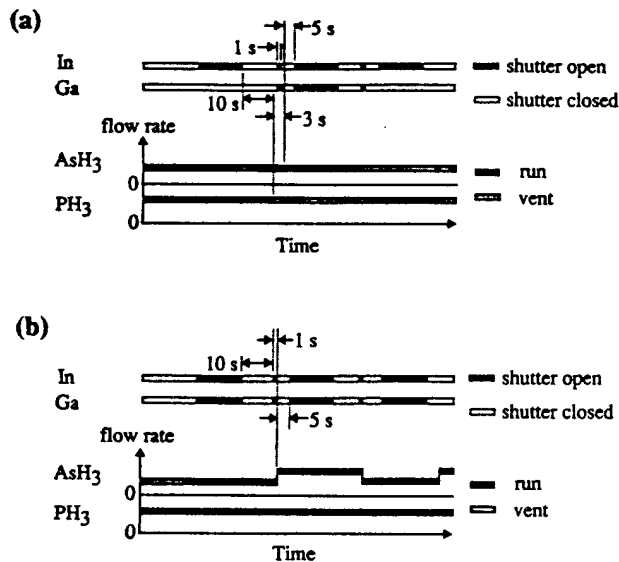 (a)
5 s
1 s
In
shutter open
Ga
shutter closed
10 s
3 s
flow rate
AsH3
run
0
vent
PH3
0
Time
(b)
1 s
10 s
In
shutter open
Ga
shutter closed
5 s
flow rate
AsH3
run
0
PH3
vent
0
Time